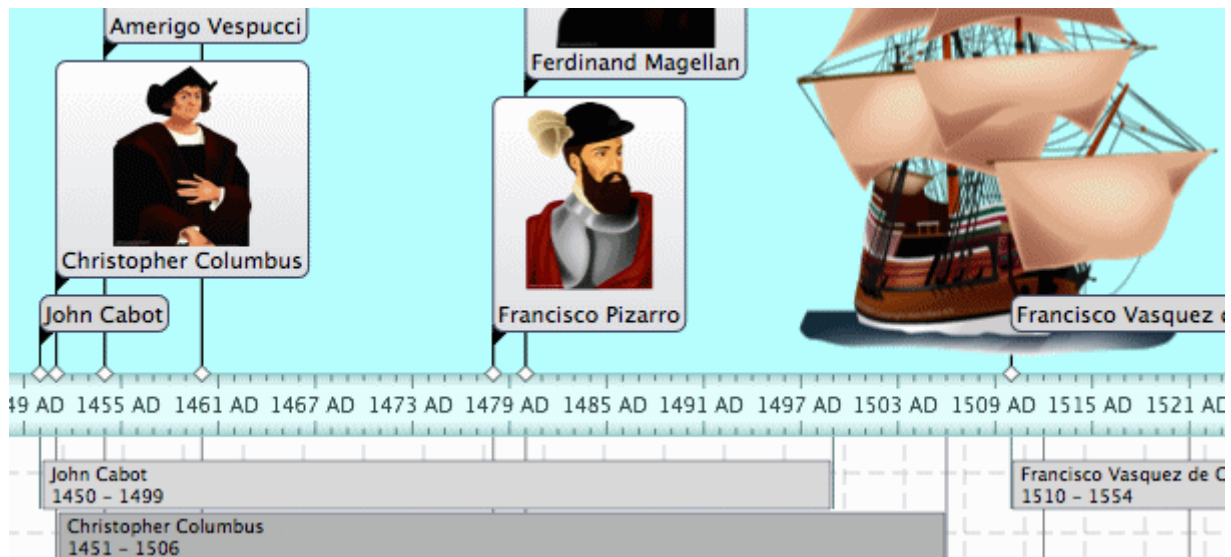 Amerigo Vespucci
Ferdinand Magellan
Christopher Columbus
John Cabot
Francisco Pizarro
Francisco Vasquez
49 AD 1455 AD 1461 AD 1467 AD 1473 AD 1479 AD 1485 AD 1491 AD 1497 AD 1503 AD 1509 AD 1515 AD 1521 AD
John Cabot
1450 – 1499
Francisco Vasquez de C
1510 – 1554
Christopher Columbus
1451 – 1506